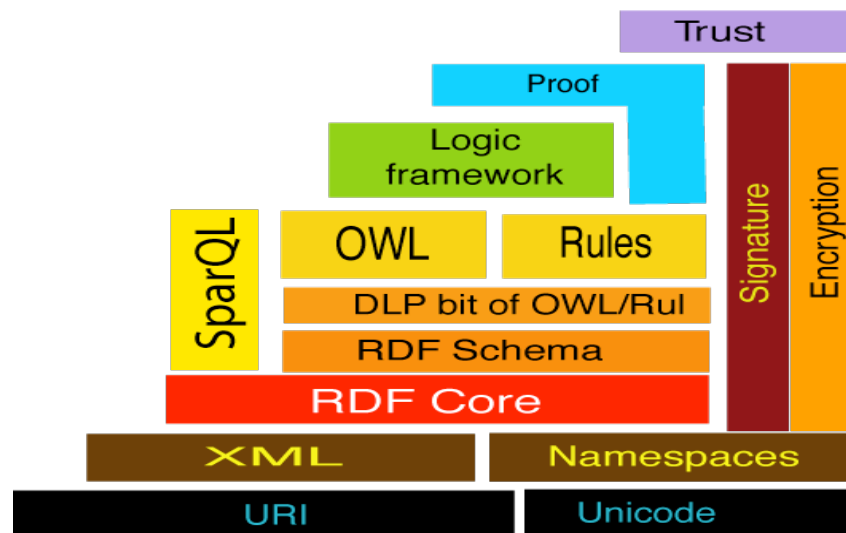 Trust
Proof
Logic
framework
SparQL
OWL
Rules
Signature
Encryption
DLP bit of OWL/Rul
RDF Schema
RDF Core
XML
Namespaces
URI
Unicode